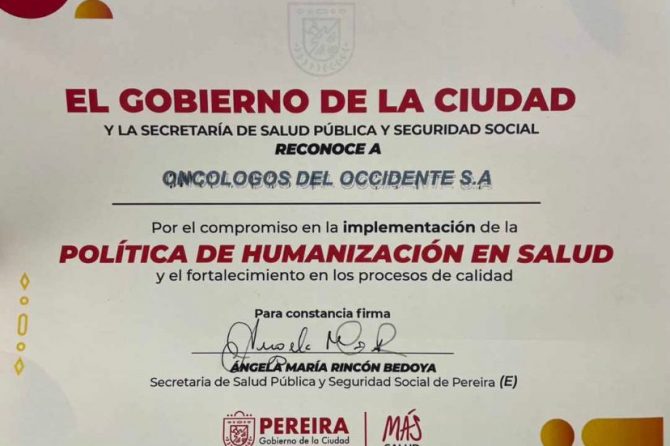 EL GOBIERNO DE LA CIUDAD
Y LA SECRETARÍA DE SALUD PÚBLICA Y SEGURIDAD SOCIAL
RECONOCE A
ONCOLOGOS DEL OCCIDENTE S.A
Por el compromiso en la implementación de la
POLÍTICA DE HUMANIZACIÓN EN SALUD
y el fortalecimiento en los procesos de calidad
Para constancia firma
ÁNGELA MARÍA RINCÓN BEDOYA
Secretaria de Salud Pública y Seguridad Social de Pereira (E)
PEREIRA
Gobierno de la Ciudad
MÁS
SALUD